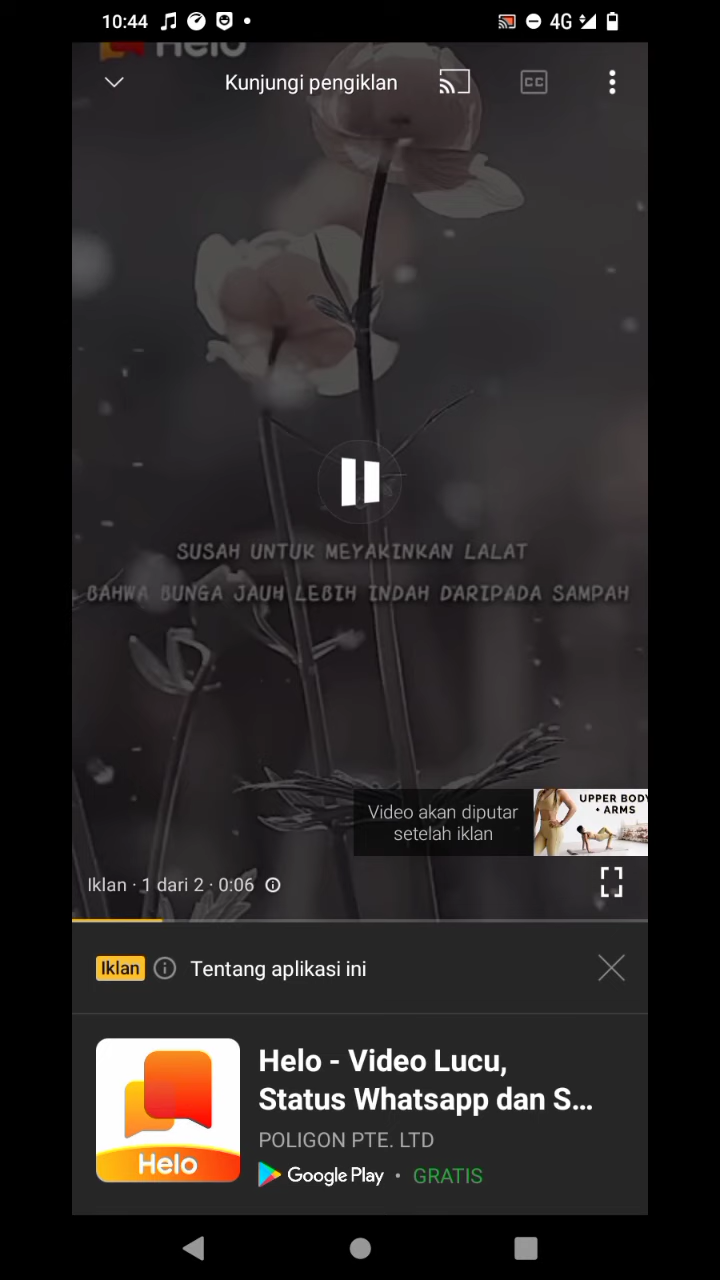 10:44
4G
Helo
Kunjungi pengiklan
CC
SUSAH UNTUK MEYAKINKAN LALAT
BAHWA BUNGA JAUH LEBIH INDAH DARIPADA SAMPAH
Video akan diputar
setelah iklan
UPPER BODY
+ ARMS
Iklan · 1 dari 2 · 0:06
Iklan
Tentang aplikasi ini
Helo - Video Lucu,
Status Whatsapp dan S...
POLIGON PTE. LTD
Google Play · GRATIS
Helo